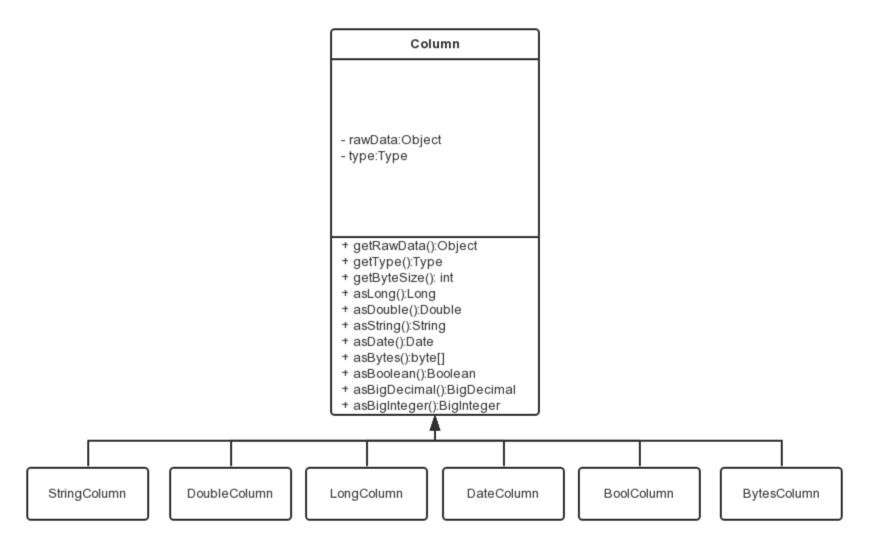 Column
- rawData:Object
- type:Type
+ getRawData():Object
+ getType():Type
+ getByteSize(): int
+ asLong():Long
+ asDouble():Double
+ asString():String
+ asDate():Date
+ asBytes():byte[]
+ asBoolean():Boolean
+ asBigDecimal():BigDecimal
+ asBigInteger():BigInteger
StringColumn
DoubleColumn
LongColumn
DateColumn
BoolColumn
BytesColumn